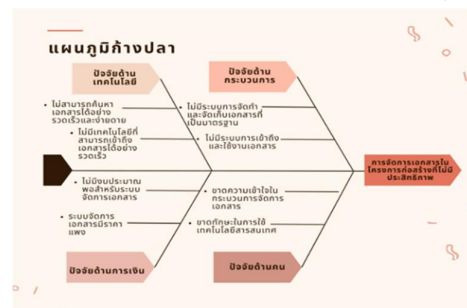 แผนภูมิก้างปลา
ปัจจัยด้าน
เทคโนโลยี
ปัจจัยด้าน
กระบวนการ
• ไม่สามารถค้นหา
เอกสารได้อย่าง
รวดเร็วและง่ายดาย
• ไม่มีเทคโนโลยีที่
สามารถเข้าถึง
เอกสารได้อย่าง
รวดเร็ว
• ไม่มีระบบการจัดทำ
และจัดเก็บเอกสารที่
เป็นมาตรฐาน
• ไม่มีระบบการเข้าถึง
และใช้งานเอกสาร
การจัดการเอกสารใน
โครงการก่อสร้างที่ไม่มี
ประสิทธิภาพ
• ไม่มีงบประมาณ
พอสำหรับระบบ
จัดการเอกสาร
• ระบบจัดการ
เอกสารมีราคา
แพง
• ขาดความเข้าใจใน
กระบวนการจัดการ
เอกสาร
• ขาดทักษะในการใช้
เทคโนโลยีสารสนเทศ
ปัจจัยด้านการเงิน
ปัจจัยด้านคน